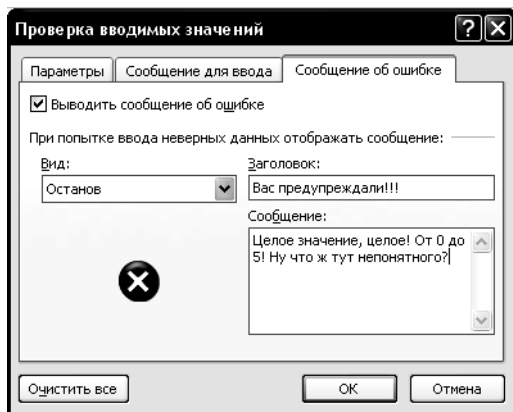 Проверка вводимых значений
Параметры Сообщение для ввода Сообщение об ошибке
Выводить сообщение об ошибке
При попытке ввода неверных данных отображать сообщение:
Вид: Заголовок:
Останов Вас предупреждали!!!
Сообщение:
Целое значение, целое! От 0 до
5! Ну что ж тут непонятного?
Очистить все ОК Отмена